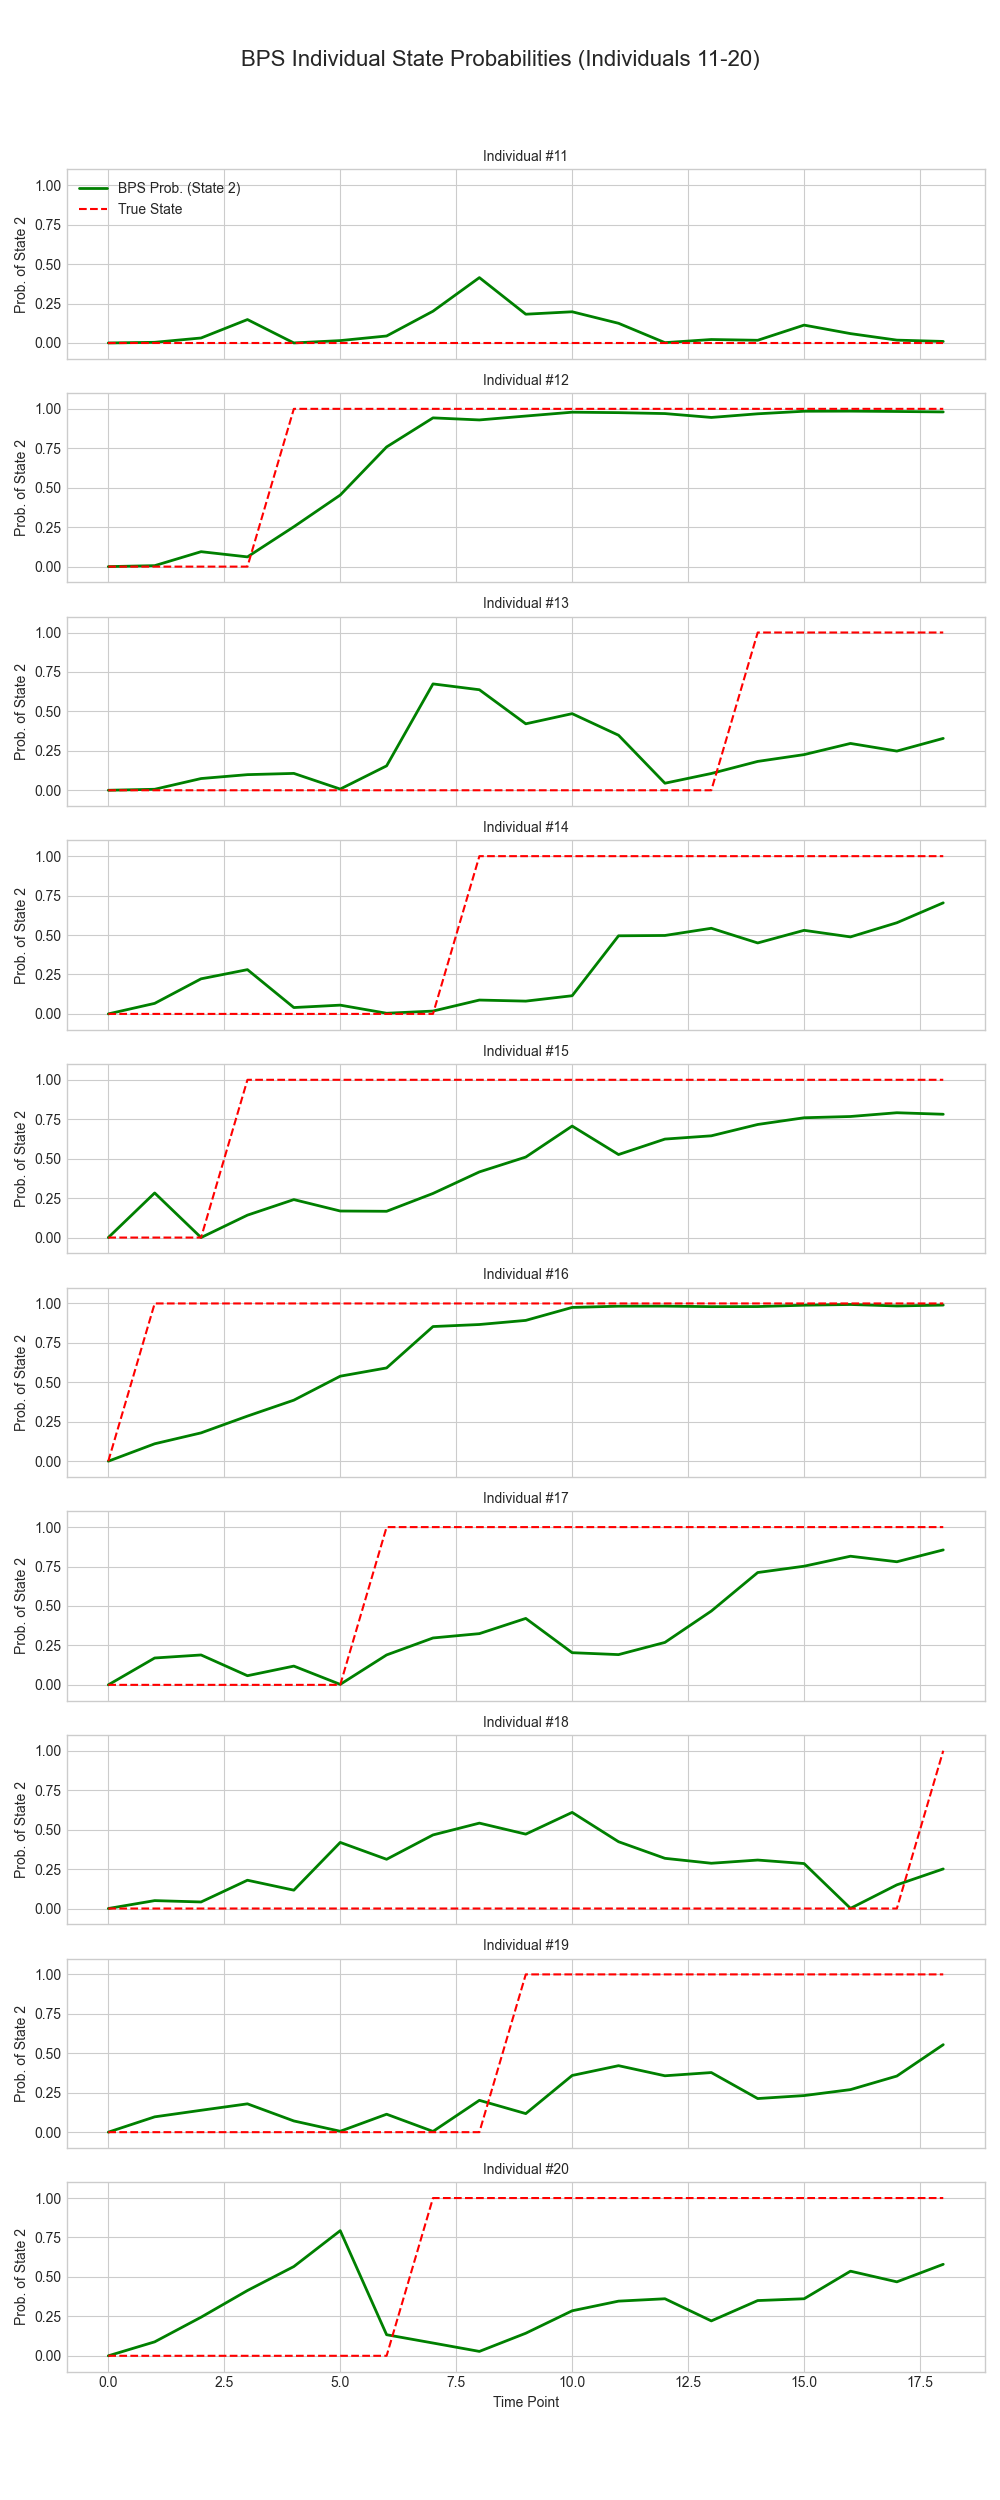 BPS Individual State Probabilities (Individuals 11-20)
Individual #11
1.00
0.75
0.50
0.25
0.00
Prob. of State 2
BPS Prob. (State 2)
True State
Individual #12
1.00
0.75
0.50
0.25
0.00
Prob. of State 2
Individual #13
1.00
0.75
0.50
0.25
0.00
Prob. of State 2
Individual #14
1.00
0.75
0.50
0.25
0.00
Prob. of State 2
Individual #15
1.00
0.75
0.50
0.25
0.00
Prob. of State 2
Individual #16
1.00
0.75
0.50
0.25
0.00
Prob. of State 2
Individual #17
1.00
0.75
0.50
0.25
0.00
Prob. of State 2
Individual #18
1.00
0.75
0.50
0.25
0.00
Prob. of State 2
Individual #19
1.00
0.75
0.50
0.25
0.00
Prob. of State 2
Individual #20
1.00
0.75
0.50
0.25
0.00
Prob. of State 2
0.0 2.5 5.0 7.5 10.0 12.5 15.0 17.5
Time Point